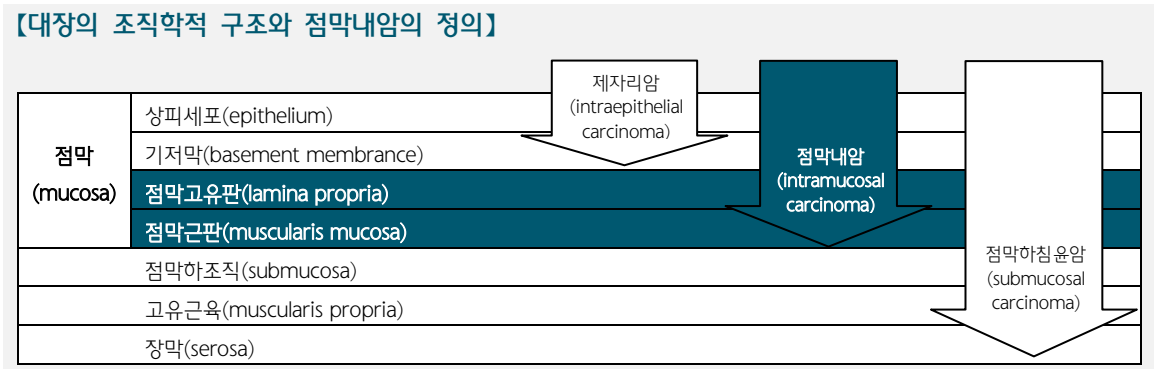 【대장의 조직학적 구조와 점막내암의 정의】
제자리암
(intraepithelial
carcinoma)
점막내암
(intramucosal
carcinoma)
점막하침윤암
(submucosal
carcinoma)
점막
(mucosa)
상피세포(epithelium)
기저막(basement membrance)
점막고유판(lamina propria)
점막근판(muscularis mucosa)
점막하조직(submucosa)
고유근육(muscularis propria)
장막(serosa)